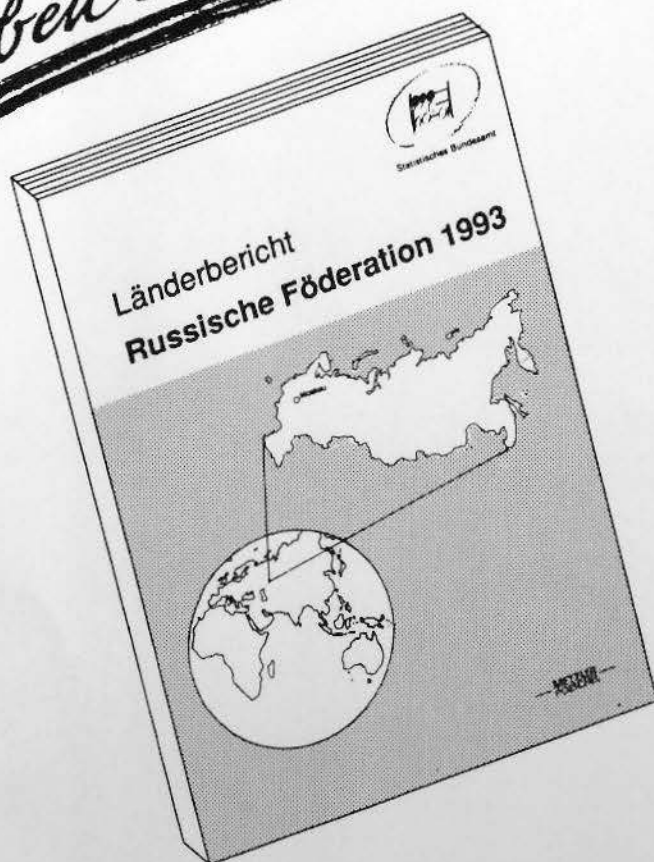 Statistisches Bundesamt
Länderbericht
Russische Föderation 1993